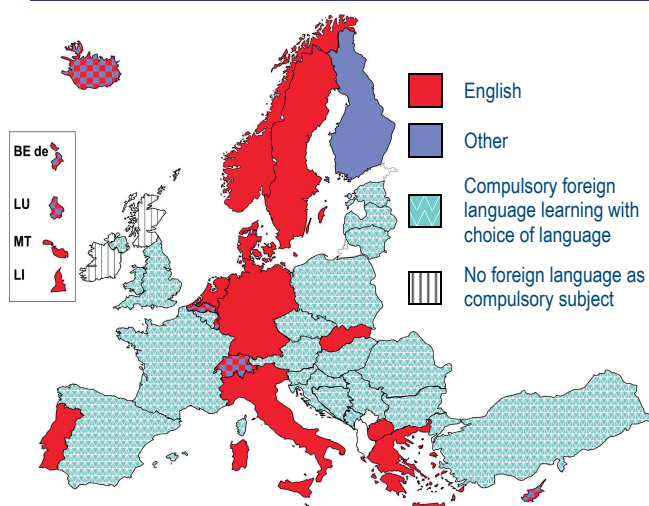 English
Other
Compulsory foreign
language learning with
choice of language
No foreign language as
compulsory subject
BE de
LU
MT
LI